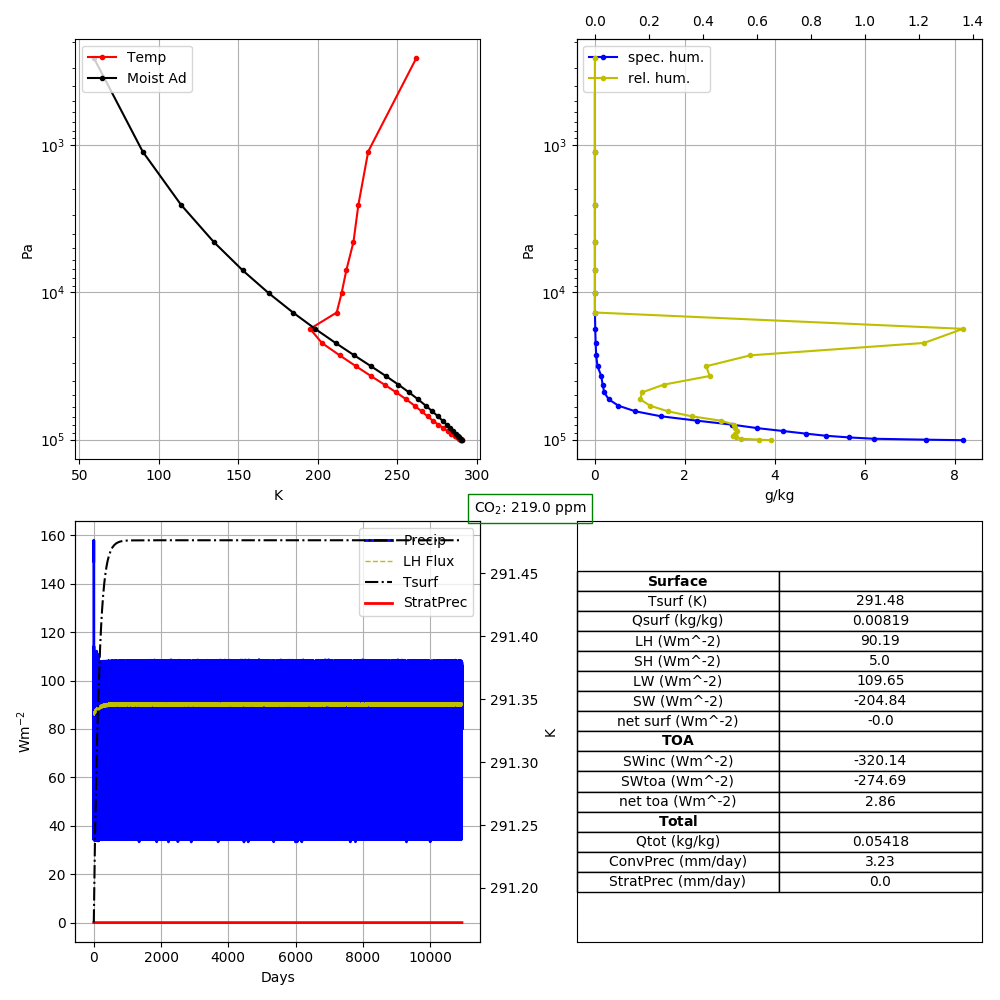 0.0 0.2 0.4 0.6 0.8 1.0 1.2 1.4
Temp
Moist Ad
10³
10⁴
10⁵
Pa
50 100 150 200 250 300
K
spec. hum.
rel. hum.
10³
10⁴
10⁵
Pa
0 2 4 6 8
g/kg
CO₂: 219.0 ppm
160
140
120
100
80
60
40
20
0
Wm⁻²
Precip
LH Flux
Tsurf
StratPrec
291.45
291.40
291.35
291.30
291.25
291.20
K
0 2000 4000 6000 8000 10000
Days
Surface
Tsurf (K) 291.48
Qsurf (kg/kg) 0.00819
LH (Wm^-2) 90.19
SH (Wm^-2) 5.0
LW (Wm^-2) 109.65
SW (Wm^-2) -204.84
net surf (Wm^-2) -0.0
TOA
SWinc (Wm^-2) -320.14
SWtoa (Wm^-2) -274.69
net toa (Wm^-2) 2.86
Total
Qtot (kg/kg) 0.05418
ConvPrec (mm/day) 3.23
StratPrec (mm/day) 0.0